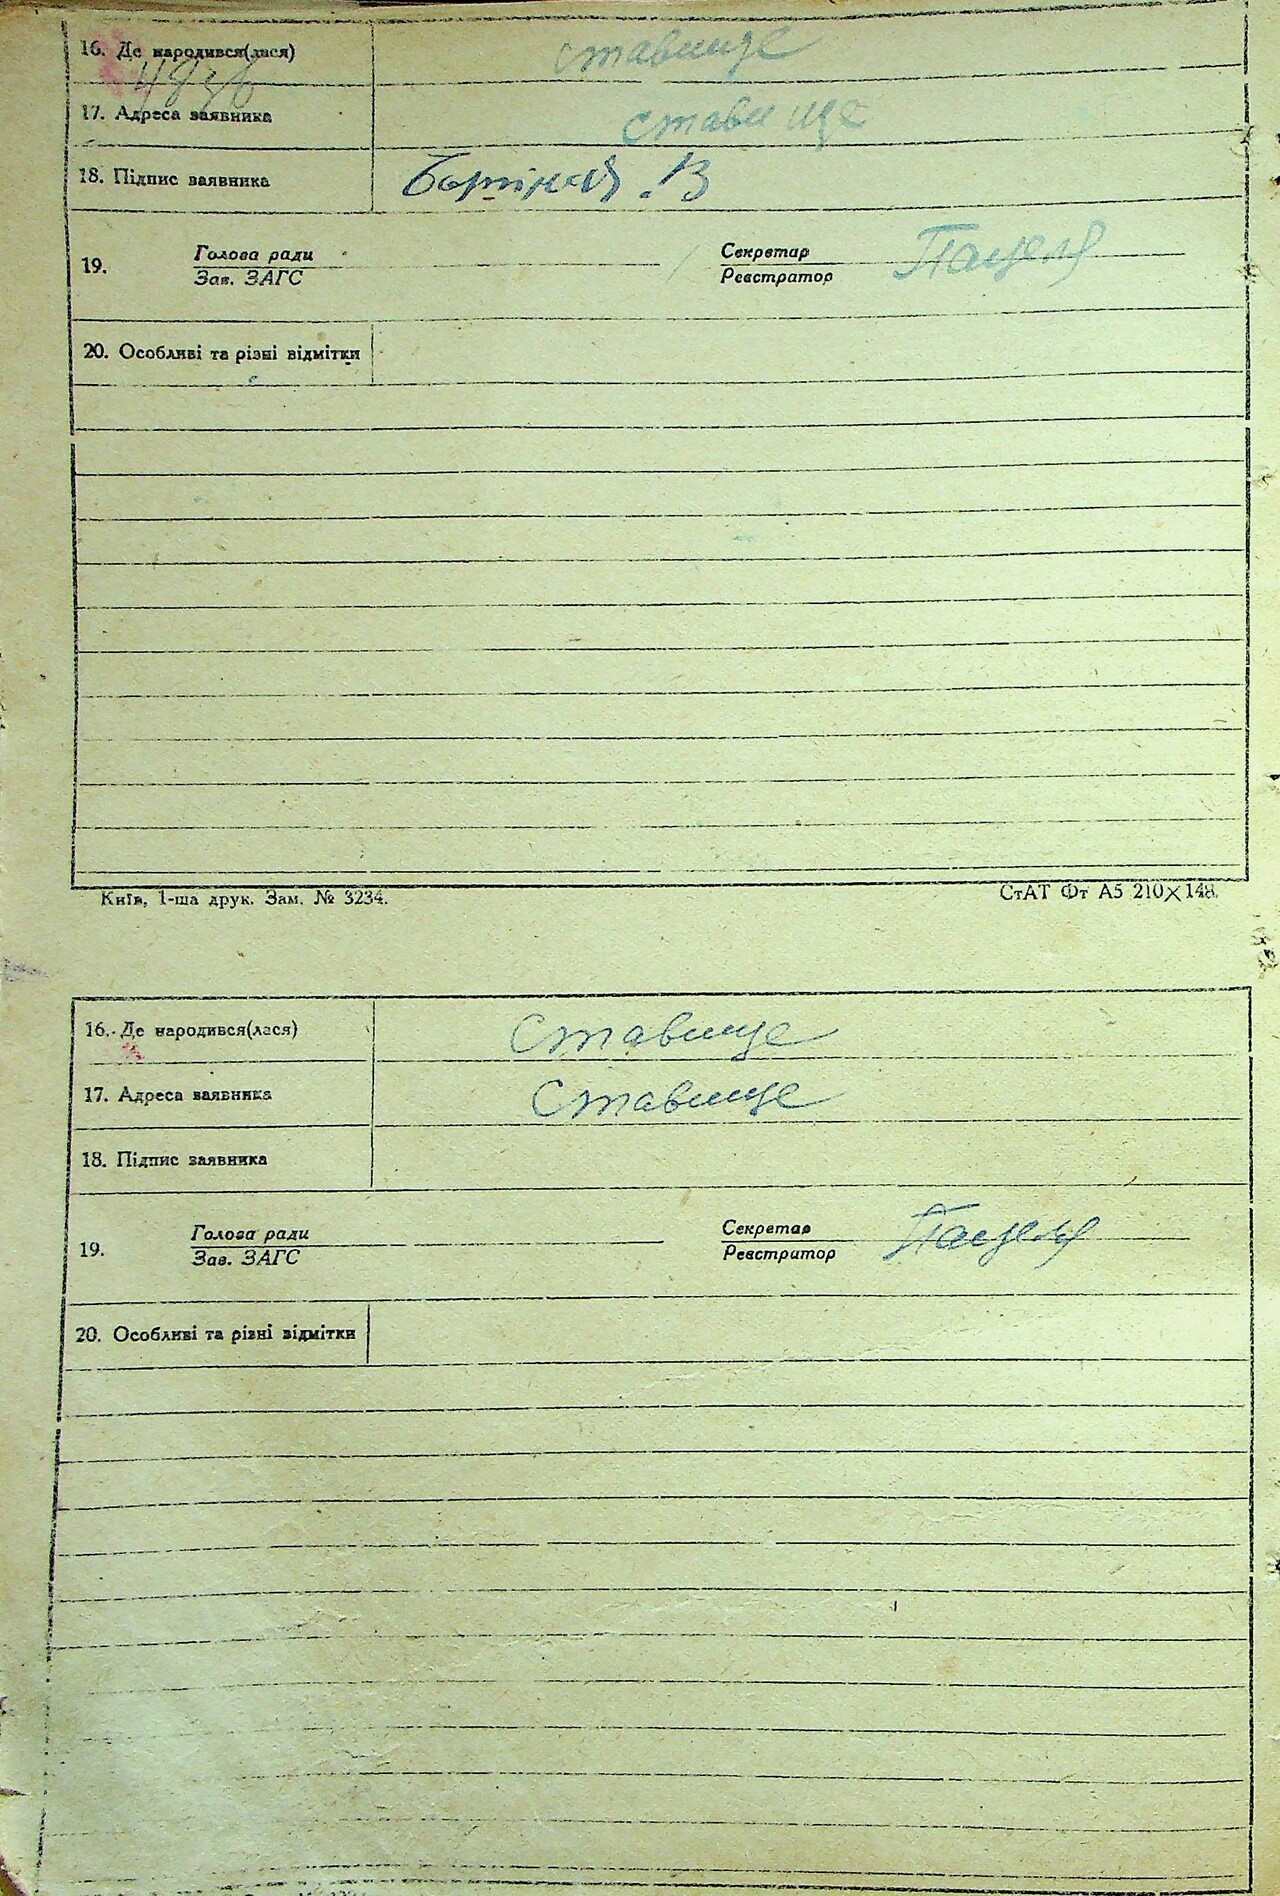 16. Де народився(лася) ставище
17. Адреса заявника ставище
18. Підпис заявника В
19. Голова ради Секретар
Зав. ЗАГС Реєстратор
20. Особливі та різні відмітки
Київ, 1-ша друк. Зам. № 3234. СтАТ Фт А5 210×148.
16. Де народився(лася) Ставище
17. Адреса заявника Ставище
18. Підпис заявника
19. Голова ради Секретар
Зав. ЗАГС Реєстратор
20. Особливі та різні відмітки